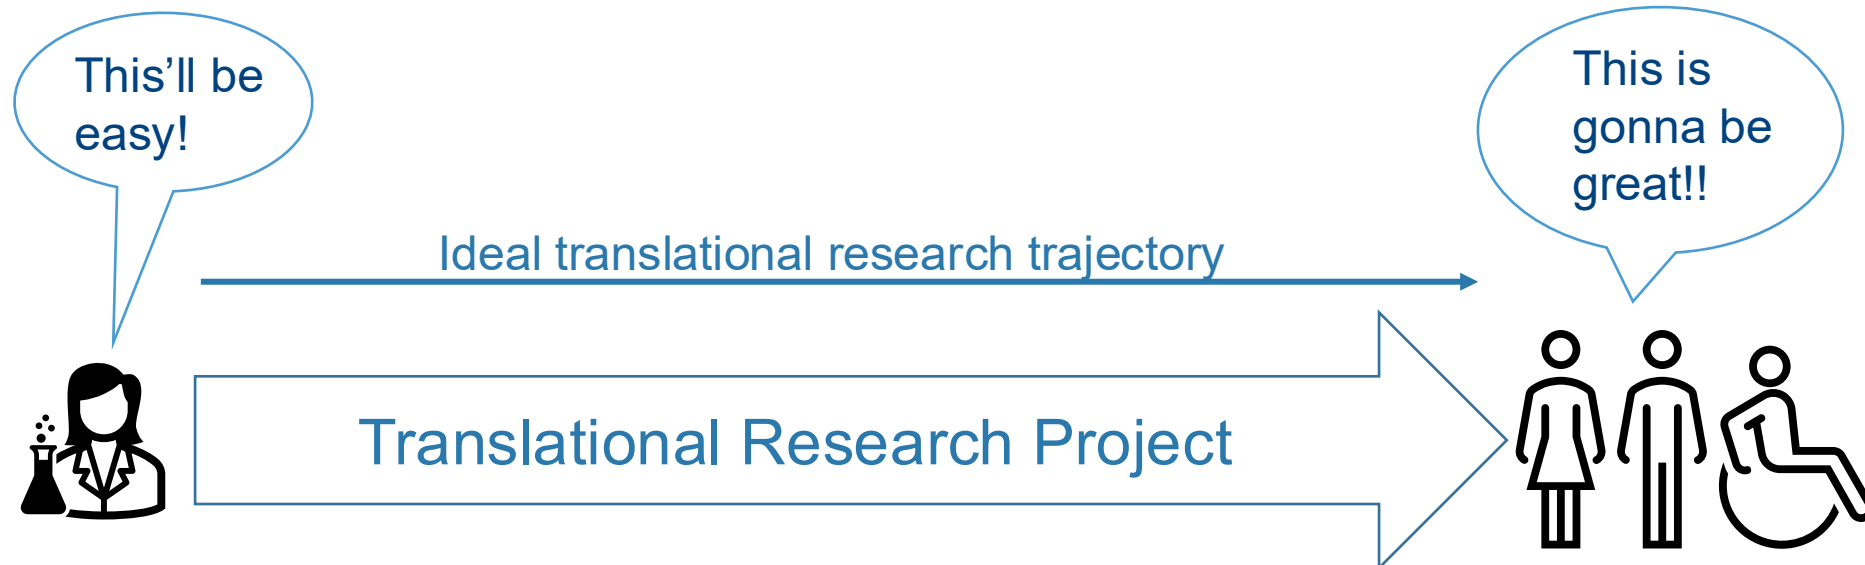 This'll be
easy!
This is
gonna be
great!!
Ideal translational research trajectory
Translational Research Project